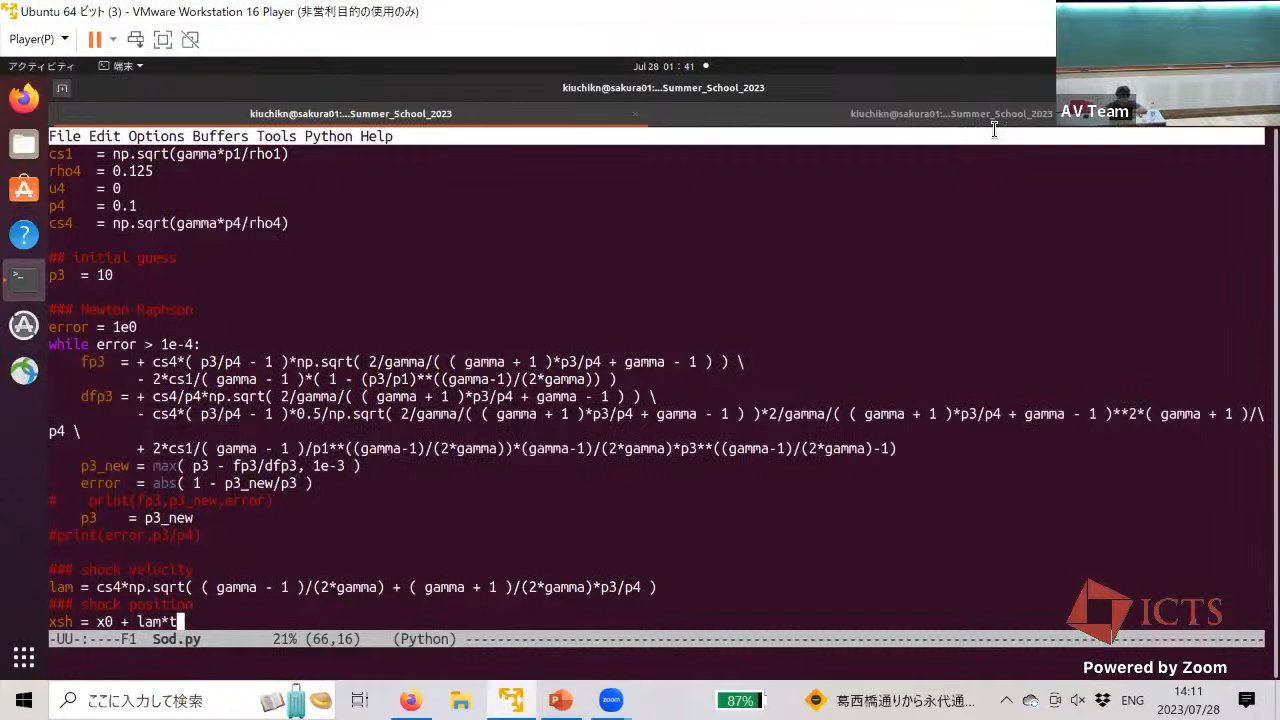 Ubuntu 64 ビット (3) - VMware Workstation 16 Player (非営利目的の使用のみ)
Player(P)
アクティビティ
端末
Jul 28 01:41
kiuchikn@sakura01:...Summer_School_2023
kiuchikn@sakura01:...Summer_School_2023
×
kiuchikn@sakura01:...Summer_School_2023
AV Team
File Edit Options Buffers Tools Python Help
cs1   = np.sqrt(gamma*p1/rho1)
rho4  = 0.125
u4    = 0
p4    = 0.1
cs4   = np.sqrt(gamma*p4/rho4)
## initial guess
p3  = 10
### Newton-Raphson
error = 1e0
while error > 1e-4:
    fp3  = + cs4*( p3/p4 - 1 )*np.sqrt( 2/gamma/( ( gamma + 1 )*p3/p4 + gamma - 1 ) ) \
           - 2*cs1/( gamma - 1 )*( 1 - (p3/p1)**((gamma-1)/(2*gamma)) )
    dfp3 = + cs4/p4*np.sqrt( 2/gamma/( ( gamma + 1 )*p3/p4 + gamma - 1 ) ) \
           - cs4*( p3/p4 - 1 )*0.5/np.sqrt( 2/gamma/( ( gamma + 1 )*p3/p4 + gamma - 1 ) )*2/gamma/( ( gamma + 1 )*p3/p4 + gamma - 1 )**2*( gamma + 1 )/\
p4 \
           + 2*cs1/( gamma - 1 )/p1**((gamma-1)/(2*gamma))*(gamma-1)/(2*gamma)*p3**((gamma-1)/(2*gamma)-1)
    p3_new = max( p3 - fp3/dfp3, 1e-3 )
    error  = abs( 1 - p3_new/p3 )
#    print(fp3,p3_new,error)
    p3    = p3_new
#print(error,p3/p4)
### shock velocity
lam = cs4*np.sqrt( ( gamma - 1 )/(2*gamma) + ( gamma + 1 )/(2*gamma)*p3/p4 )
### shock position
xsh = x0 + lam*t
-UU-:----F1  Sod.py         21% (66,16)    (Python)
ICTS
Powered by Zoom
ここに入力して検索
zoom
87%
葛西橋通りから永代通...
ENG
14:11
2023/07/28